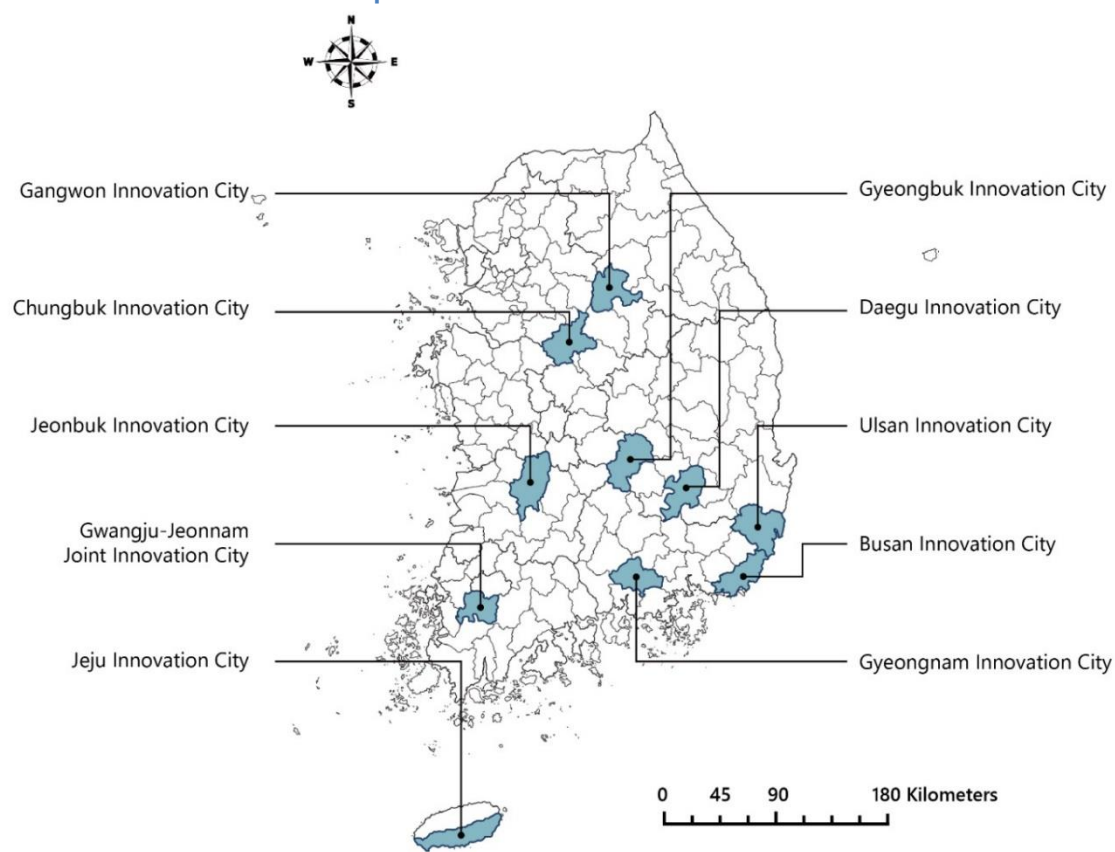 N
W E
S
Gangwon Innovation City
Gyeongbuk Innovation City
Chungbuk Innovation City
Daegu Innovation City
Jeonbuk Innovation City
Ulsan Innovation City
Gwangju-Jeonnam
Joint Innovation City
Busan Innovation City
Jeju Innovation City
Gyeongnam Innovation City
0 45 90 180 Kilometers